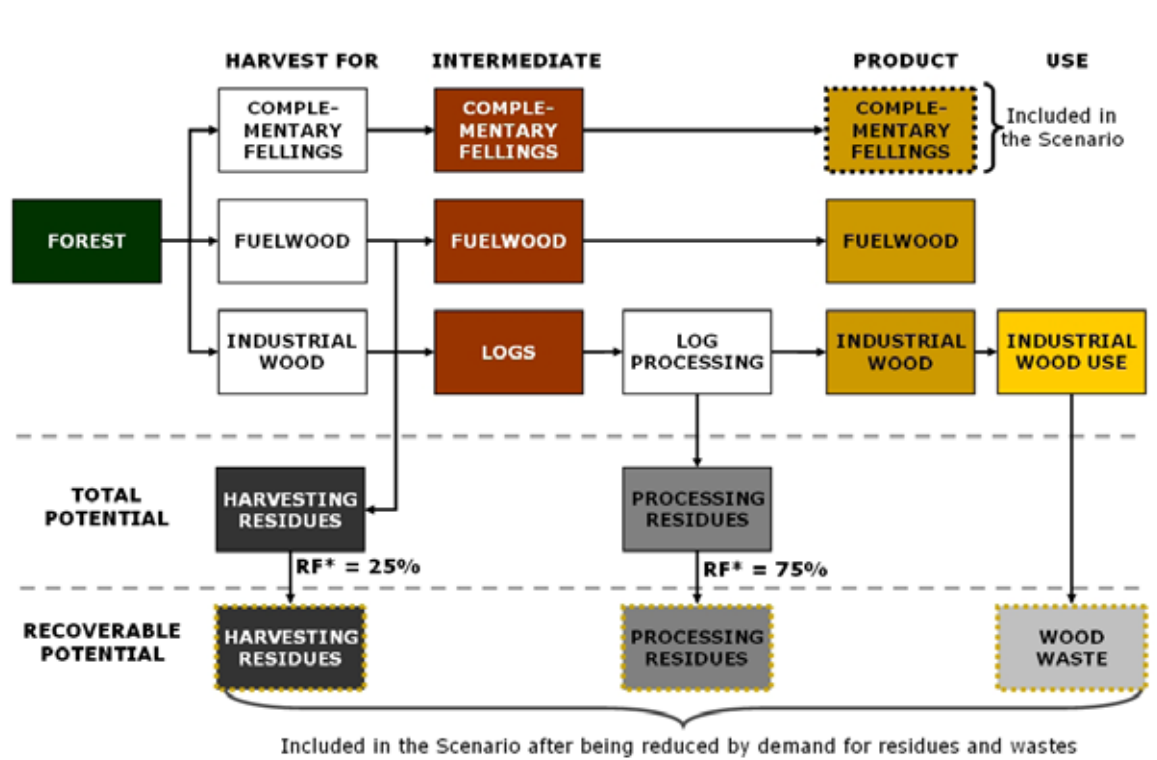 HARVEST FOR
INTERMEDIATE
PRODUCT
USE
COMPLE-
MENTARY
FELLINGS
COMPLE-
MENTARY
FELLINGS
COMPLE-
MENTARY
FELLINGS
Included in
the Scenario
FOREST
FUELWOOD
FUELWOOD
FUELWOOD
INDUSTRIAL
WOOD
LOGS
LOG
PROCESSING
INDUSTRIAL
WOOD
INDUSTRIAL
WOOD USE
TOTAL
POTENTIAL
HARVESTING
RESIDUES
PROCESSING
RESIDUES
RF* = 25%
RF* = 75%
RECOVERABLE
POTENTIAL
HARVESTING
RESIDUES
PROCESSING
RESIDUES
WOOD
WASTE
Included in the Scenario after being reduced by demand for residues and wastes